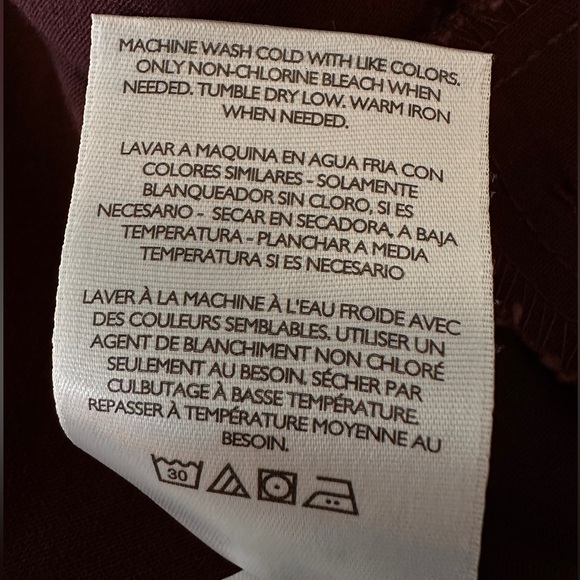 MACHINE WASH COLD WITH LIKE COLORS.
ONLY NON-CHLORINE BLEACH WHEN
NEEDED. TUMBLE DRY LOW. WARM IRON
WHEN NEEDED.
LAVAR A MAQUINA EN AGUA FRIA CON
COLORES SIMILARES - SOLAMENTE
BLANQUEADOR SIN CLORO, SI ES
NECESARIO - SECAR EN SECADORA, A BAJA
TEMPERATURA - PLANCHAR A MEDIA
TEMPERATURA SI ES NECESARIO
LAVER À LA MACHINE À L'EAU FROIDE AVEC
DES COULEURS SEMBLABLES. UTILISER UN
AGENT DE BLANCHIMENT NON CHLORÉ
SEULEMENT AU BESOIN. SÉCHER PAR
CULBUTAGE À BASSE TEMPÉRATURE.
REPASSER À TEMPÉRATURE MOYENNE AU
BESOIN.
30